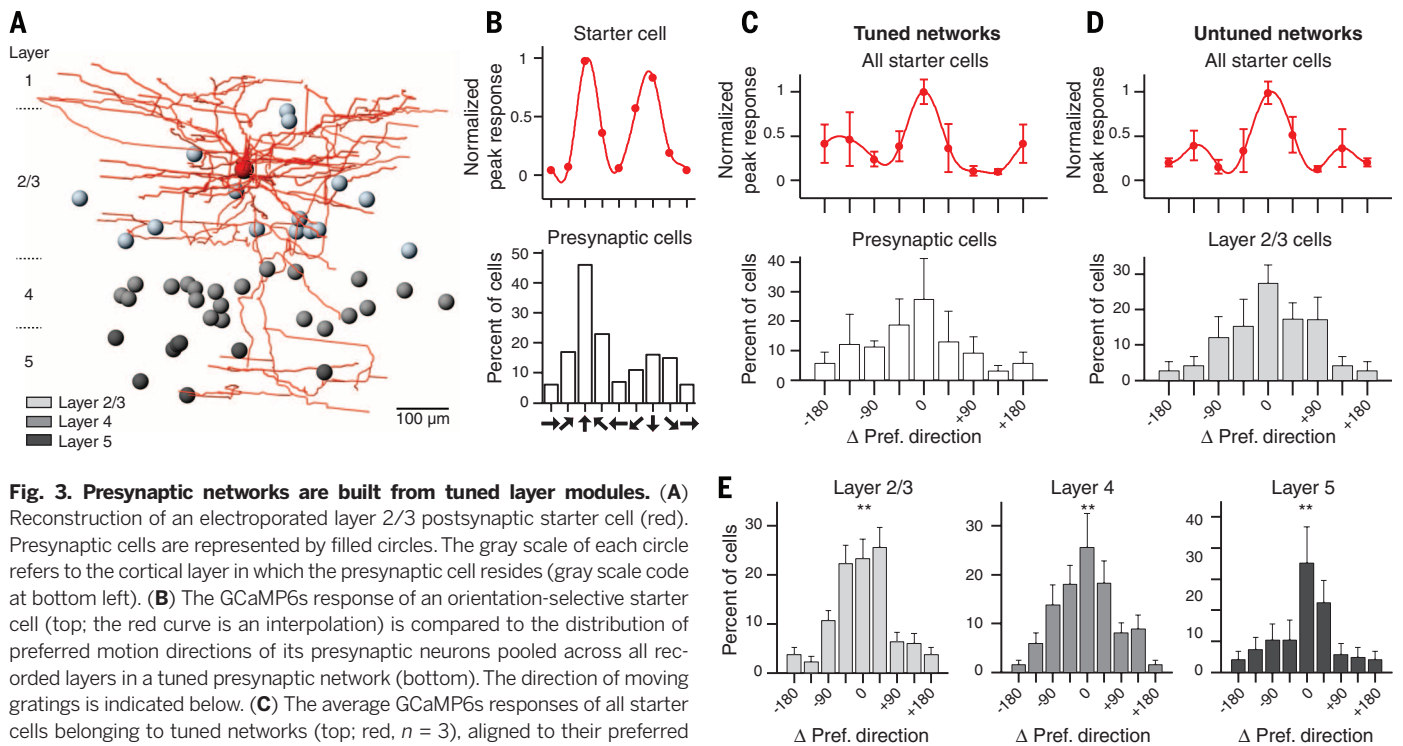 A
Layer
1
2/3
4
5
Layer 2/3
Layer 4
Layer 5
100 μm
B
Starter cell
Normalized
peak response
1
0.5
0
Presynaptic cells
Percent of cells
50
40
30
20
10
0
→↗↑↖←↙↓↘→
C
Tuned networks
All starter cells
Normalized
peak response
1
0.5
0
Presynaptic cells
Percent of cells
40
30
20
10
0
-180 -90 0 +90 +180
Δ Pref. direction
D
Untuned networks
All starter cells
Normalized
peak response
1
0.5
0
Layer 2/3 cells
Percent of cells
30
20
10
0
-180 -90 0 +90 +180
Δ Pref. direction
Fig. 3. Presynaptic networks are built from tuned layer modules. (A)
Reconstruction of an electroporated layer 2/3 postsynaptic starter cell (red).
Presynaptic cells are represented by filled circles. The gray scale of each circle
refers to the cortical layer in which the presynaptic cell resides (gray scale code
at bottom left). (B) The GCaMP6s response of an orientation-selective starter
cell (top; the red curve is an interpolation) is compared to the distribution of
preferred motion directions of its presynaptic neurons pooled across all rec-
orded layers in a tuned presynaptic network (bottom). The direction of moving
gratings is indicated below. (C) The average GCaMP6s responses of all starter
cells belonging to tuned networks (top; red, n = 3), aligned to their preferred
E
Layer 2/3
**
Percent of cells
30
20
10
0
-180 -90 0 +90 +180
Δ Pref. direction
Layer 4
**
30
20
10
0
-180 -90 0 +90 +180
Δ Pref. direction
Layer 5
**
40
30
20
10
0
-180 -90 0 +90 +180
Δ Pref. direction